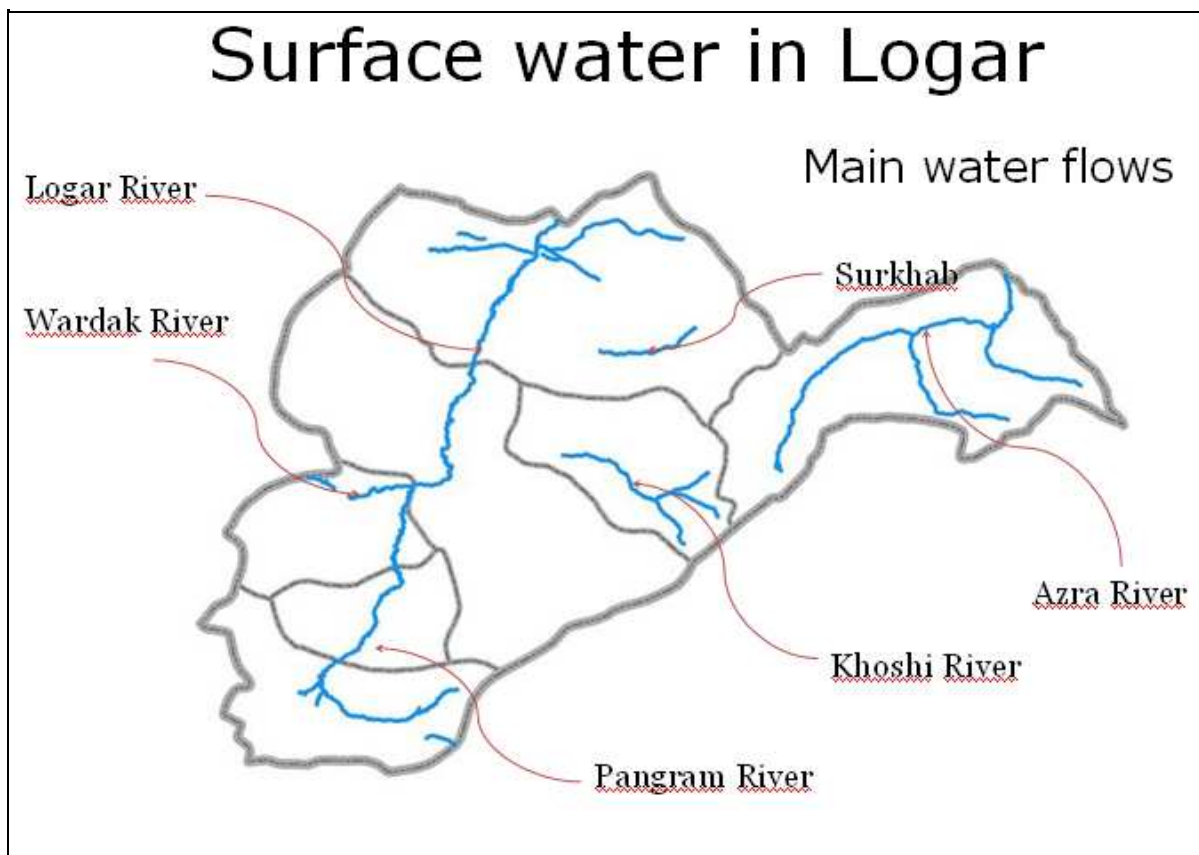 Surface water in Logar
Main water flows
Logar River
Surkhab
Wardak River
Azra River
Khoshi River
Pangram River